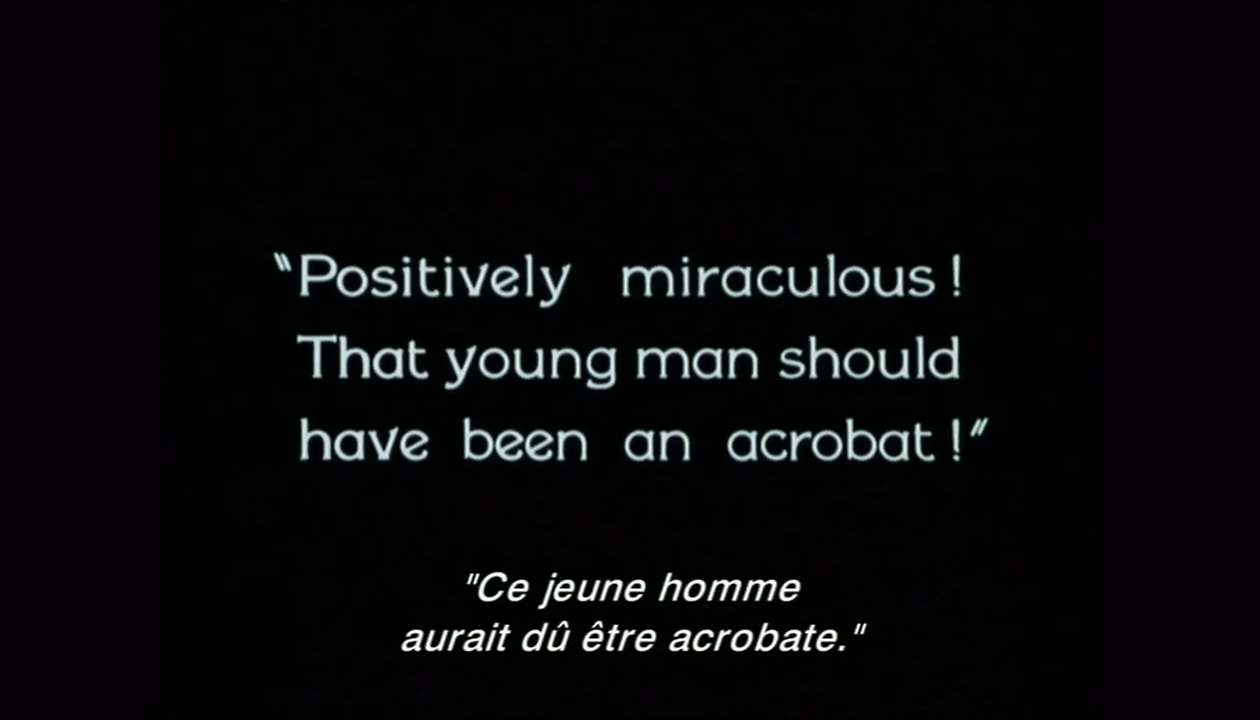 "Positively miraculous!
That young man should
have been an acrobat!"
"Ce jeune homme
aurait dû être acrobate."